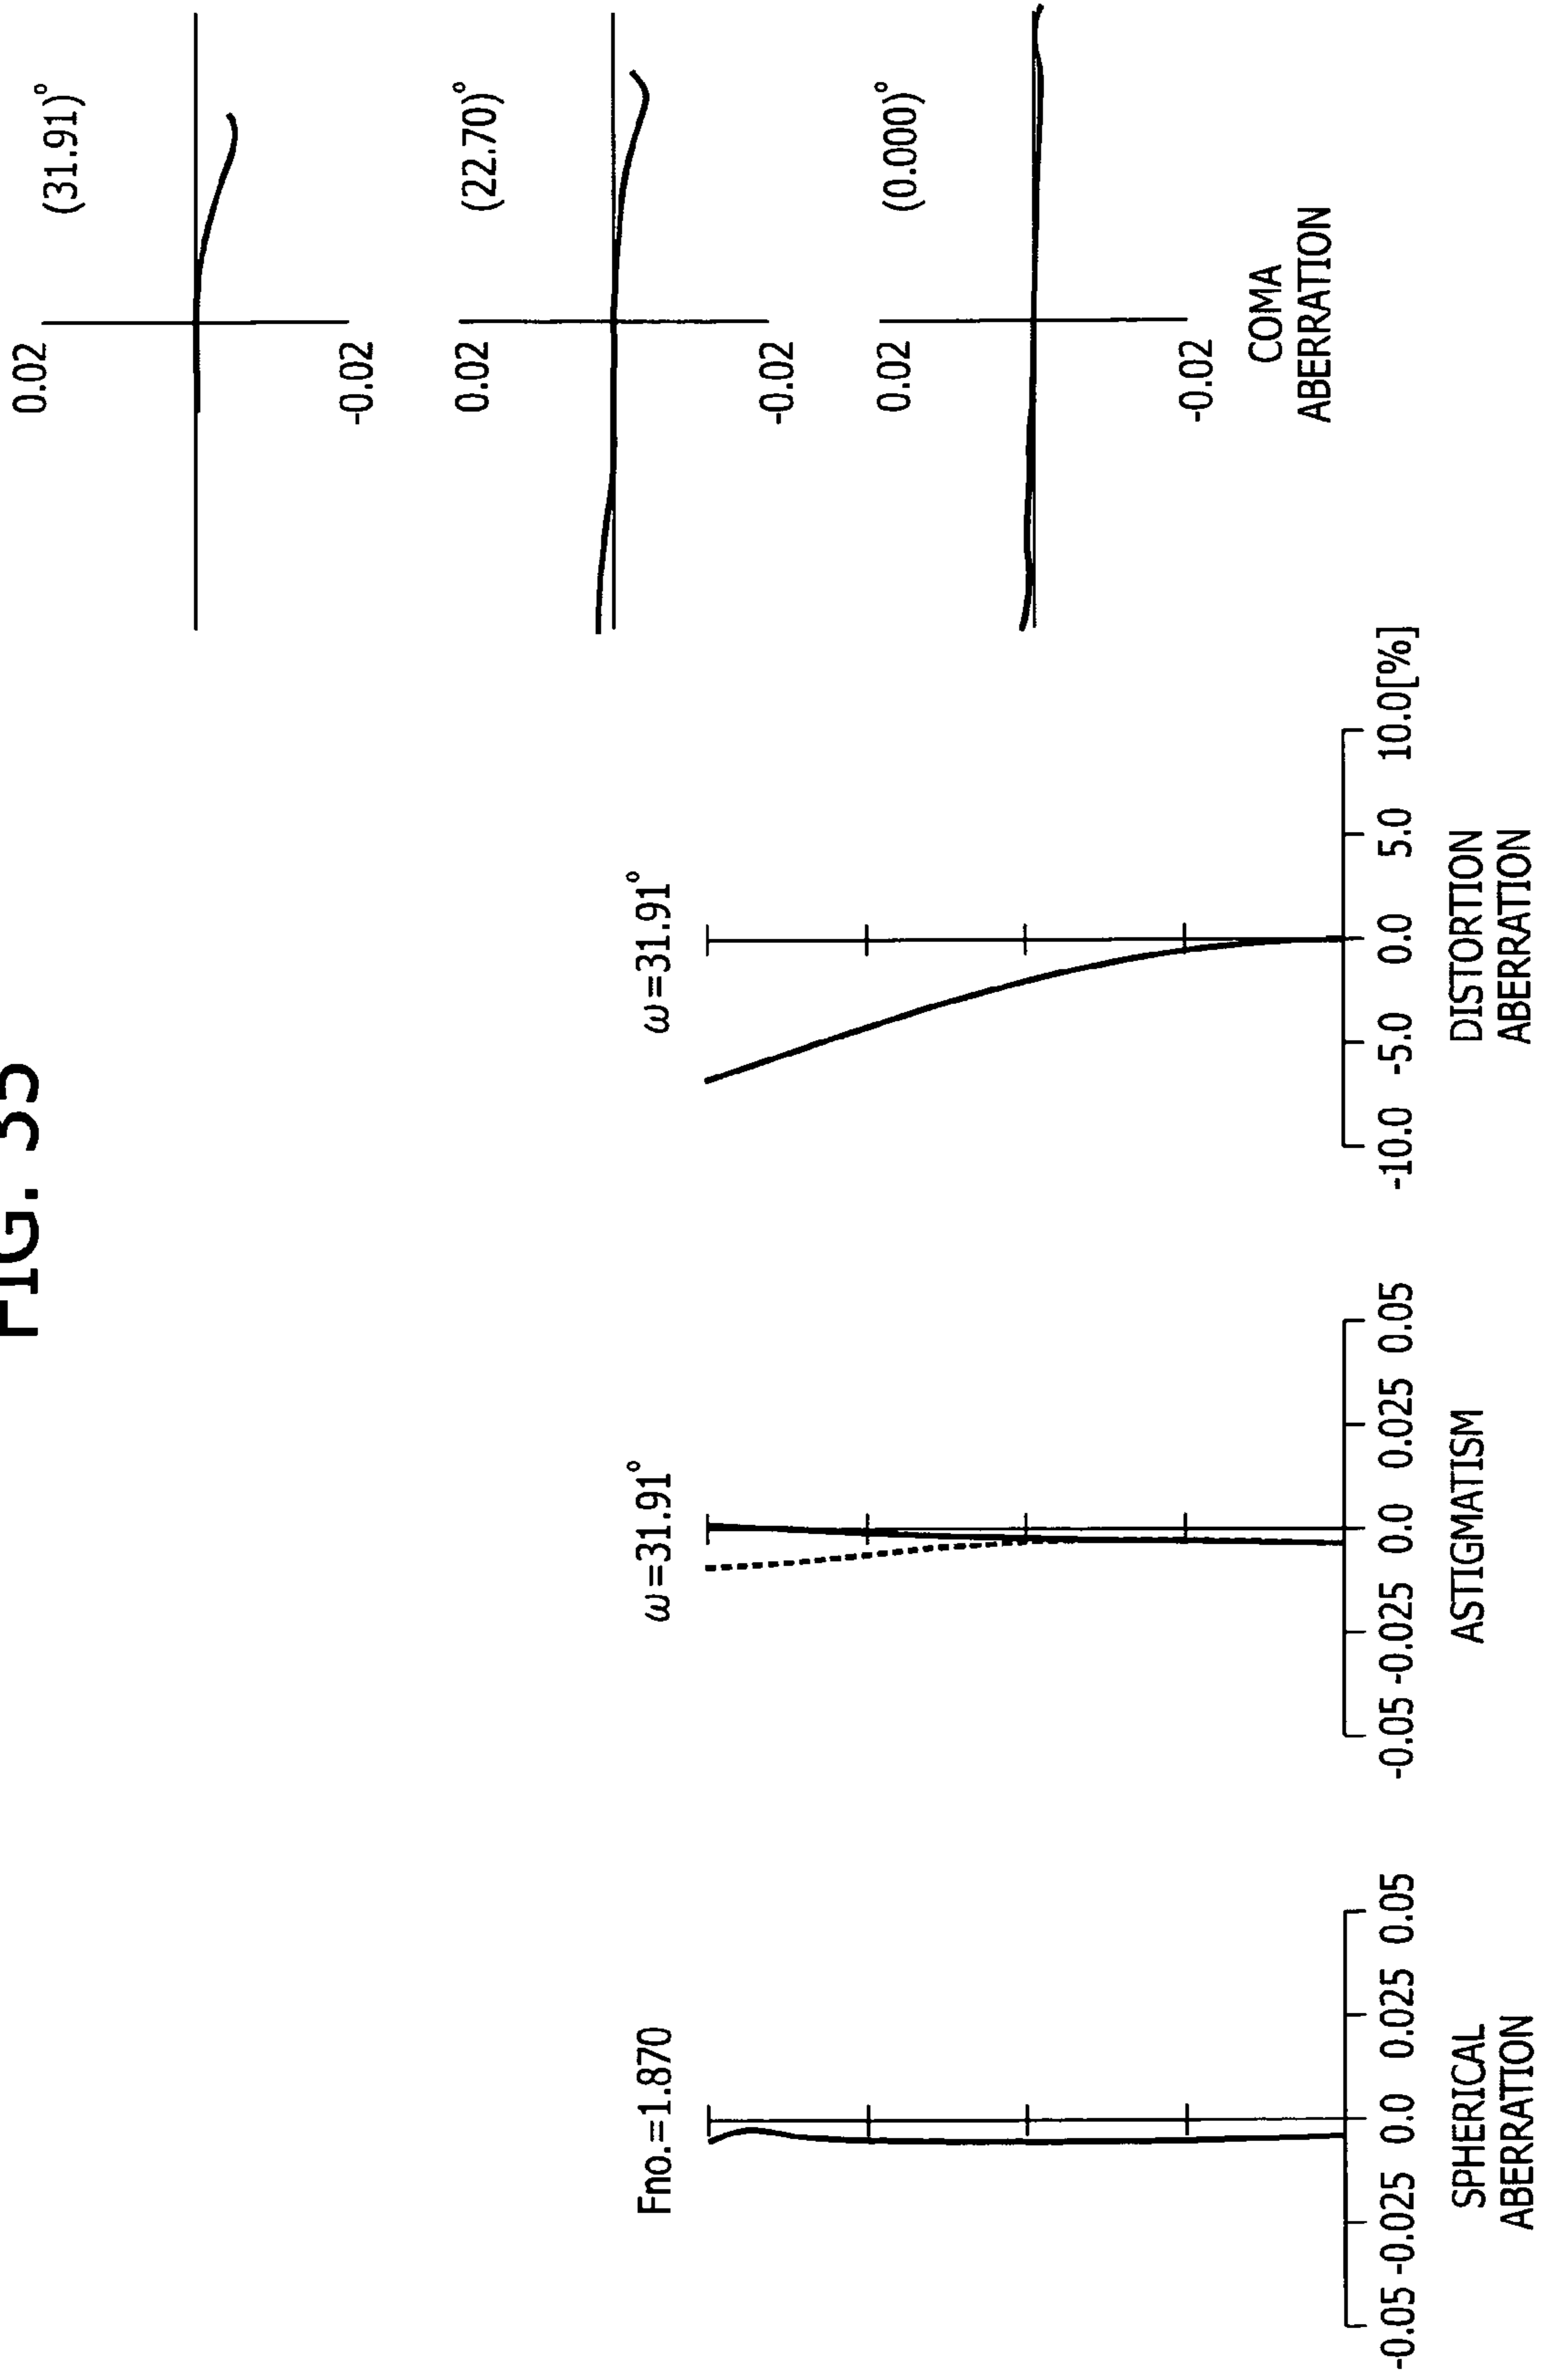 FIG. 35
Fno.=1.870
-0.05 -0.025 0.0 0.025 0.05
SPHERICAL
ABERRATION
ω=31.91°
-0.05 -0.025 0.0 0.025 0.05
ASTIGMATISM
ω=31.91°
-10.0 -5.0 0.0 5.0 10.0[%]
DISTORTION
ABERRATION
0.02
(31.91)°
-0.02
0.02
(22.70)°
-0.02
0.02
(0.000)°
-0.02
COMA
ABERRATION